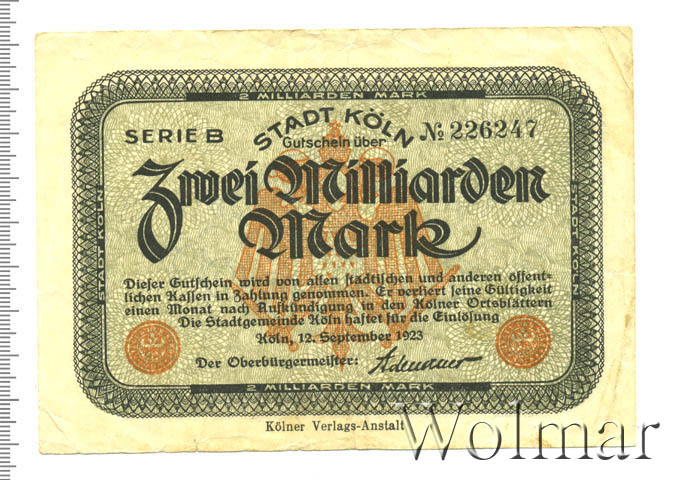 2 MILLIARDEN MARK
STADT KÖLN
SERIE B
Gutschein über
№ 226247
Zwei Milliarden
Mark
STADT KÖLN
STADT KÖLN
Dieser Gutschein wird von allen städtischen und anderen öffent-
lichen Kassen in Zahlung genommen. Er verliert seine Gültigkeit
einen Monat nach Aufkündigung in den Kölner Ortsblättern
Die Stadtgemeinde Köln haftet für die Einlösung
Köln, 12. September 1923
Der Oberbürgermeister: Adenauer
2 MILLIARDEN MARK
Kölner Verlags-Anstalt
Wolmar